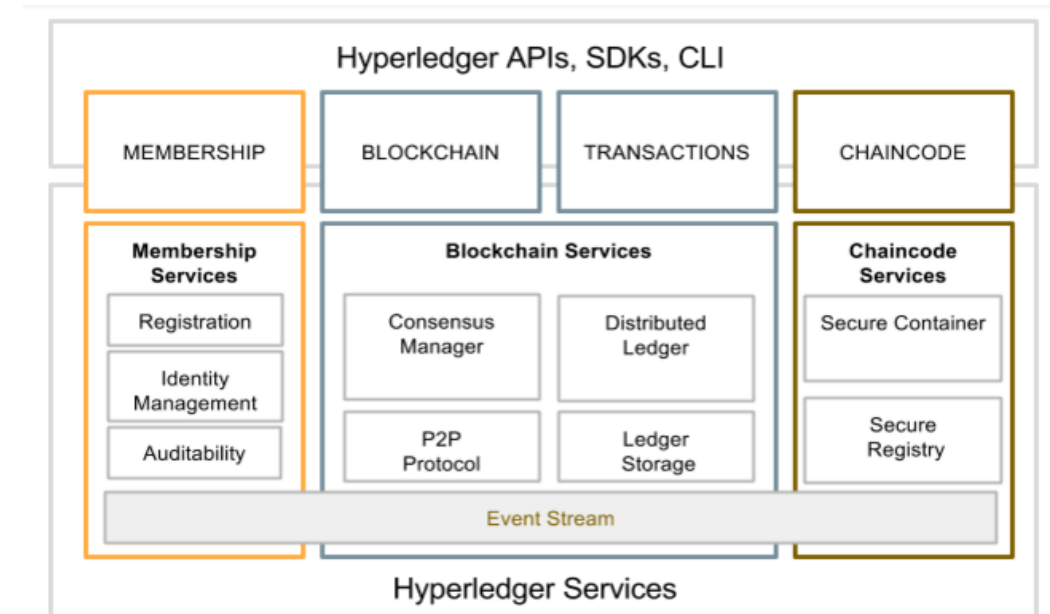 Hyperledger APIs, SDKs, CLI
MEMBERSHIP
BLOCKCHAIN
TRANSACTIONS
CHAINCODE
Membership
Services
Registration
Identity
Management
Auditability
Blockchain Services
Consensus
Manager
Distributed
Ledger
P2P
Protocol
Ledger
Storage
Chaincode
Services
Secure Container
Secure
Registry
Event Stream
Hyperledger Services